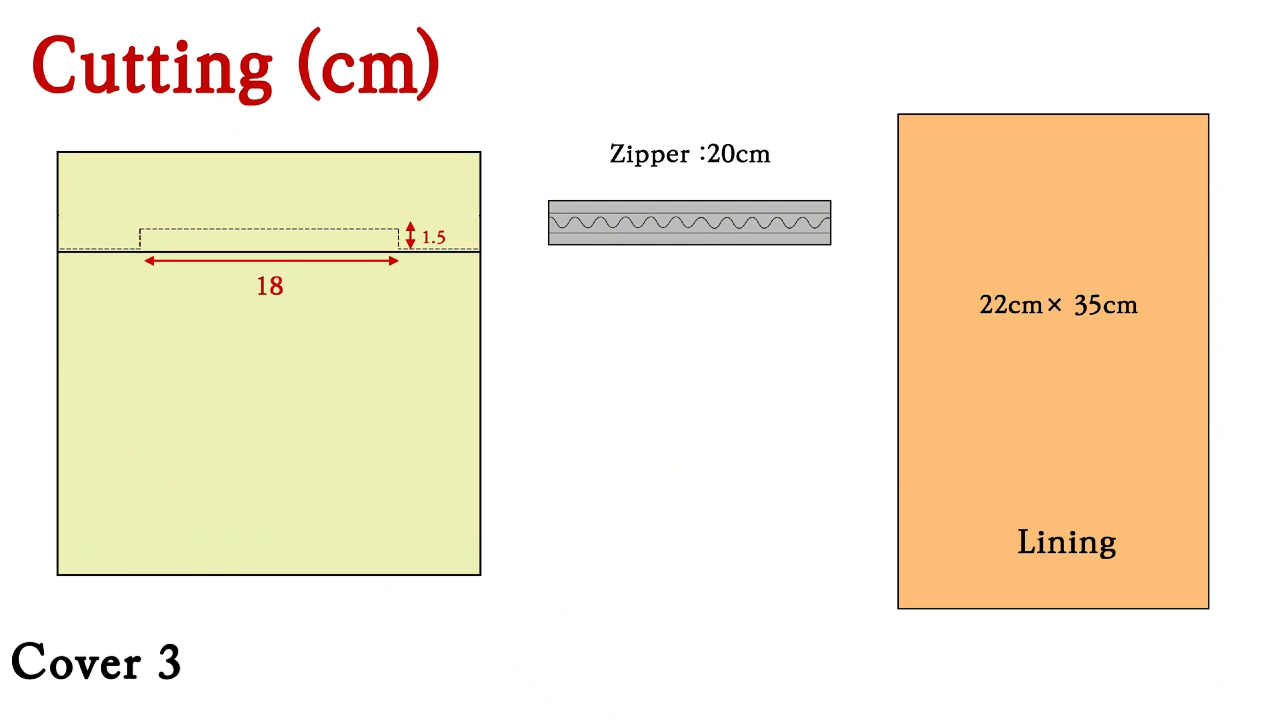 Cutting (cm)
Zipper :20cm
1.5
18
22cm× 35cm
Lining
Cover 3